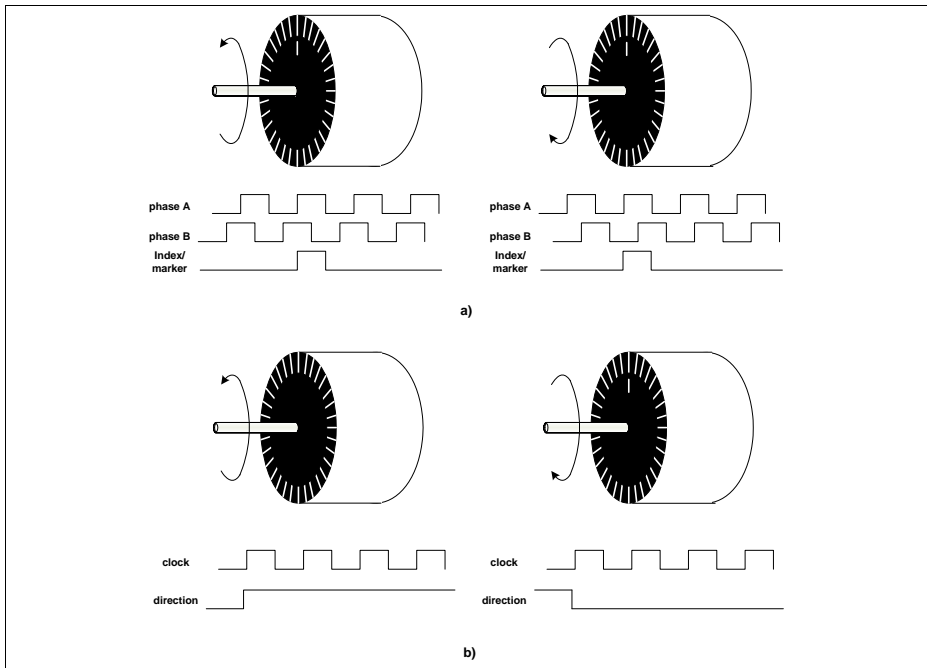 phase A
phase B
Index/
marker
phase A
phase B
Index/
marker
a)
clock
direction
clock
direction
b)